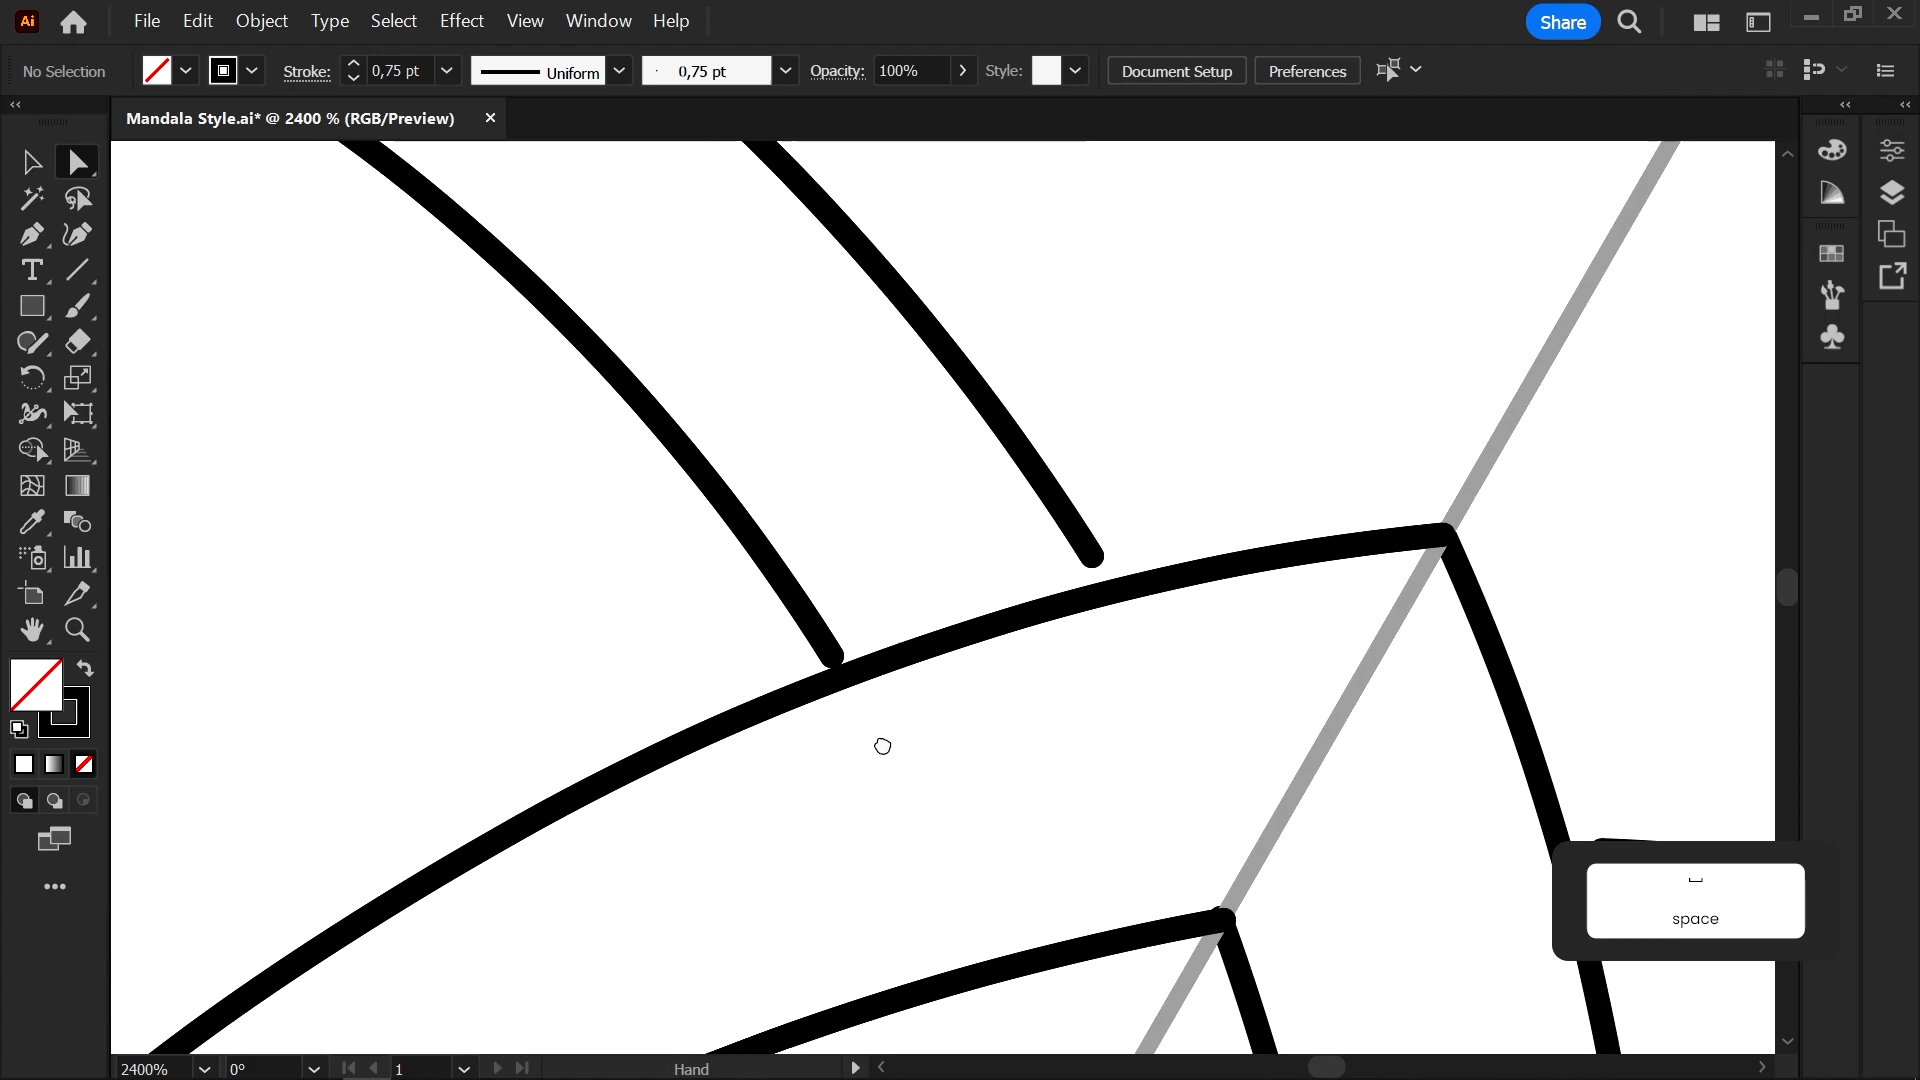 Ai File Edit Object Type Select Effect View Window Help Share
No Selection Stroke: 0,75 pt Uniform 0,75 pt Opacity: 100% Style: Document Setup Preferences
Mandala Style.ai* @ 2400 % (RGB/Preview)
space
2400% 0° 1 Hand